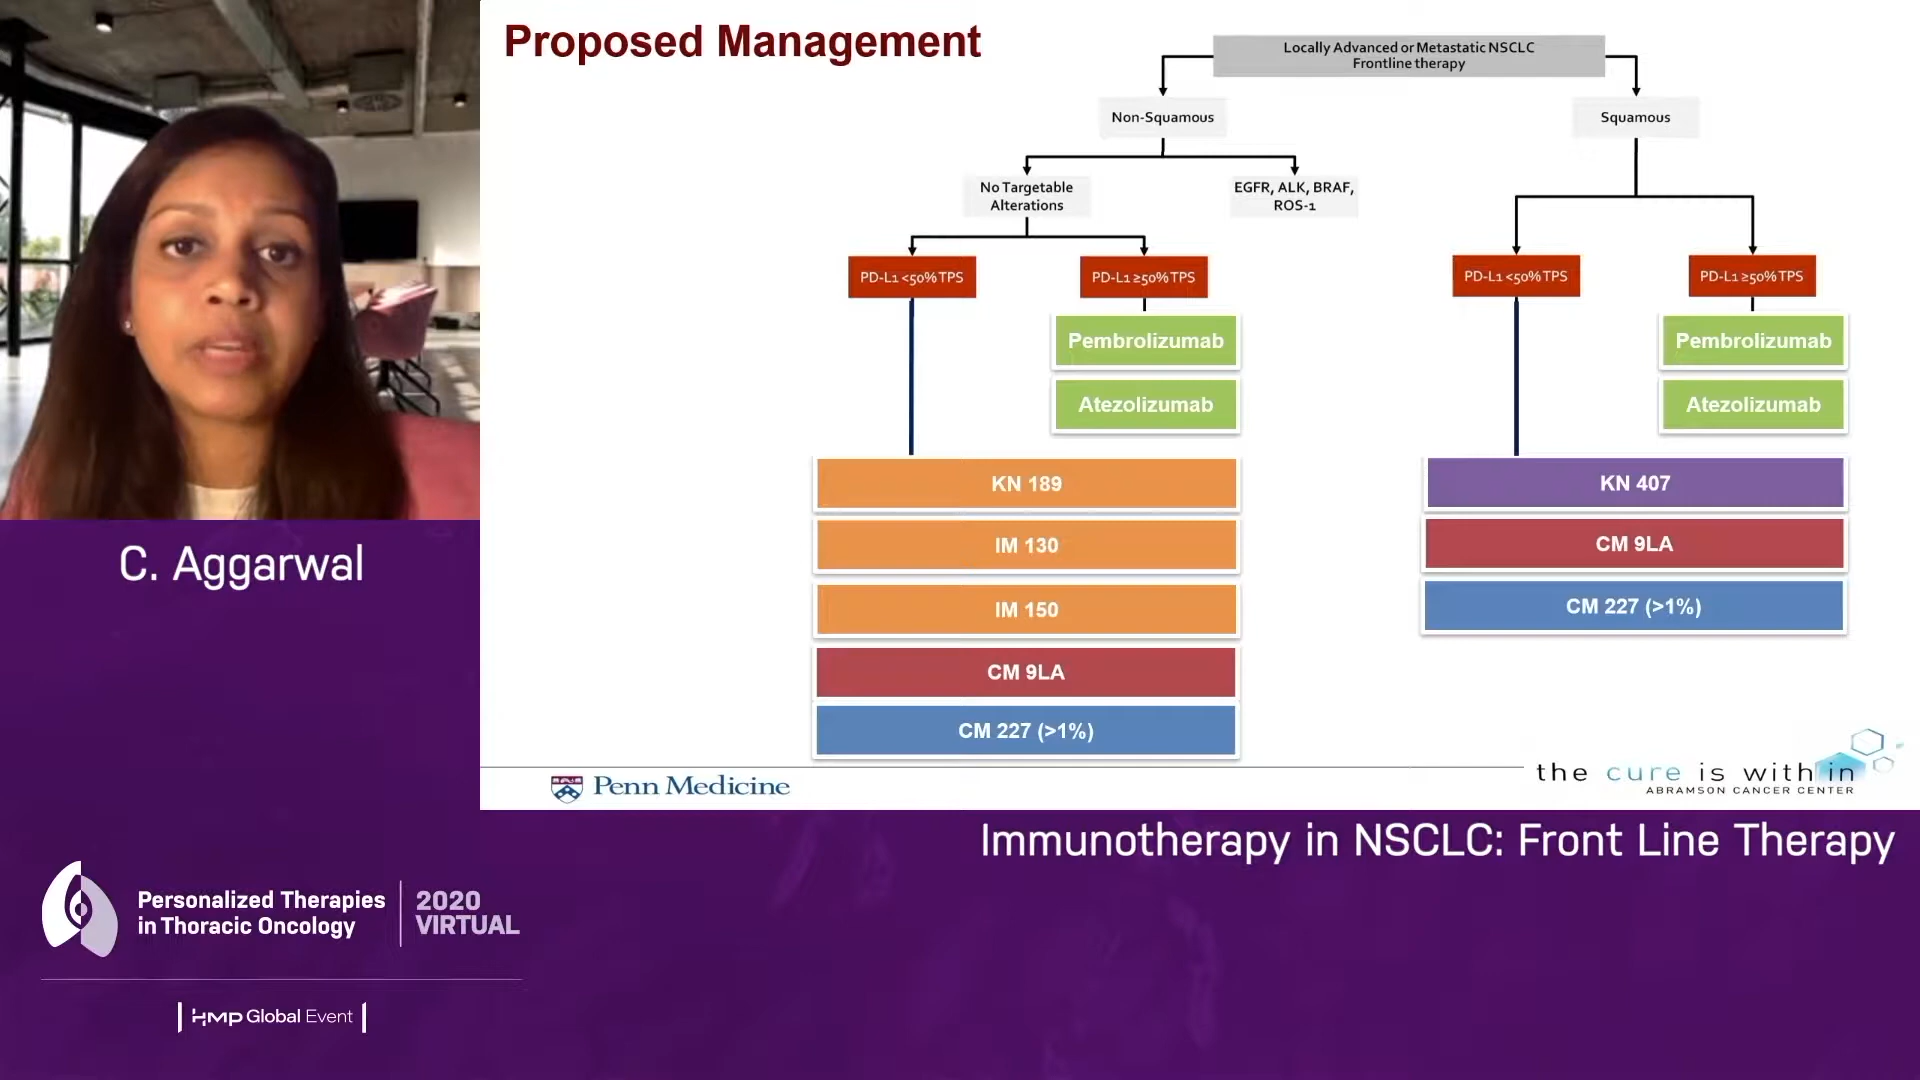 Proposed Management
Locally Advanced or Metastatic NSCLC
Frontline therapy
Non-Squamous
Squamous
No Targetable
Alterations
EGFR, ALK, BRAF,
ROS-1
PD-L1 <50% TPS
PD-L1 ≥50% TPS
PD-L1 <50% TPS
PD-L1 ≥50% TPS
Pembrolizumab
Atezolizumab
Pembrolizumab
Atezolizumab
KN 189
IM 130
IM 150
CM 9LA
CM 227 (>1%)
KN 407
CM 9LA
CM 227 (>1%)
Penn Medicine
the cure is within
ABRAMSON CANCER CENTER
C. Aggarwal
Immunotherapy in NSCLC: Front Line Therapy
Personalized Therapies
in Thoracic Oncology
2020
VIRTUAL
HMP Global Event